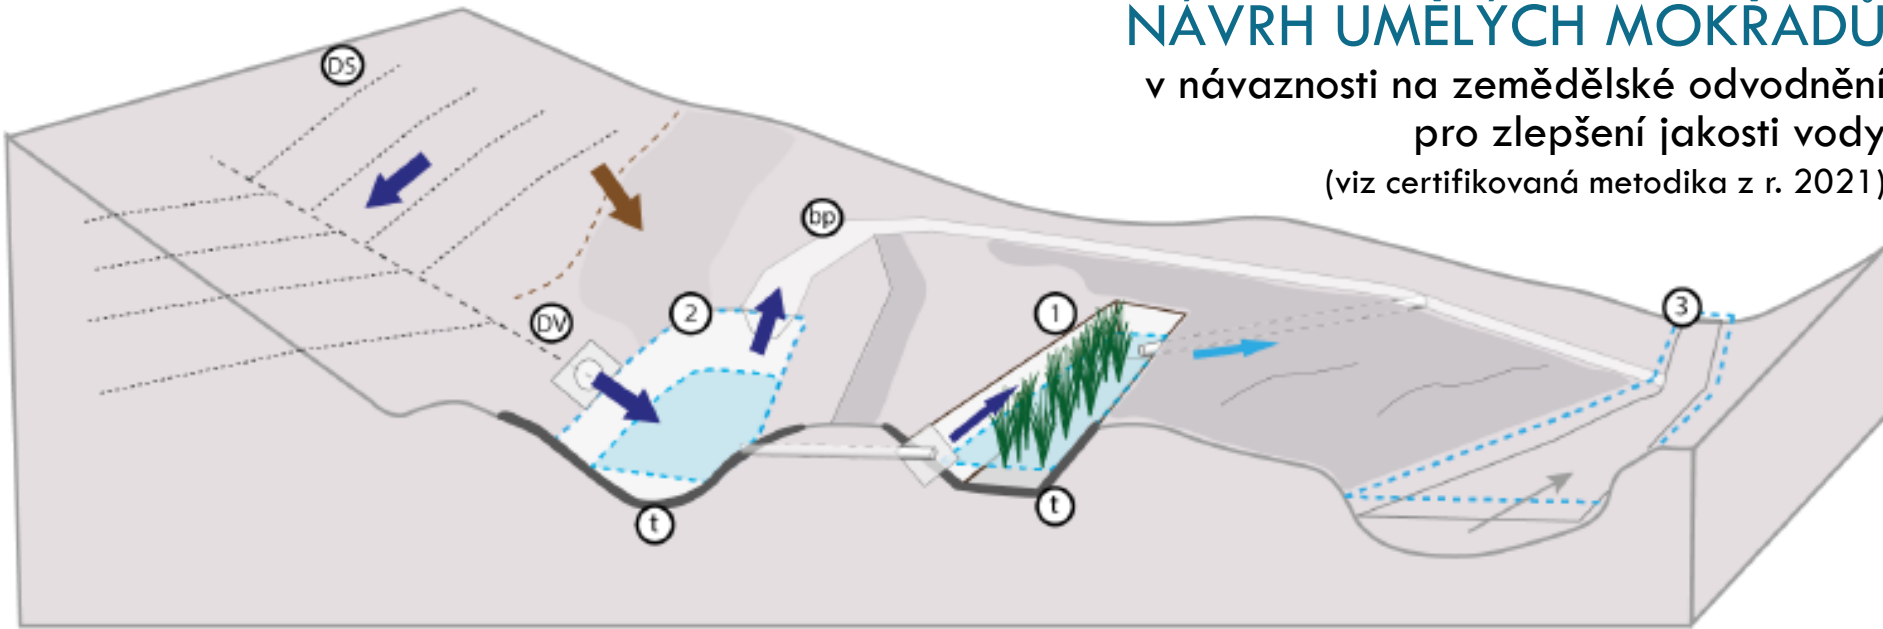 NÁVRH UMĚLÝCH MOKŘADŮ
v návaznosti na zemědělské odvodnění
pro zlepšení jakosti vody
(viz certifikovaná metodika z r. 2021)
DS
bp
DV
2
1
3
t
t